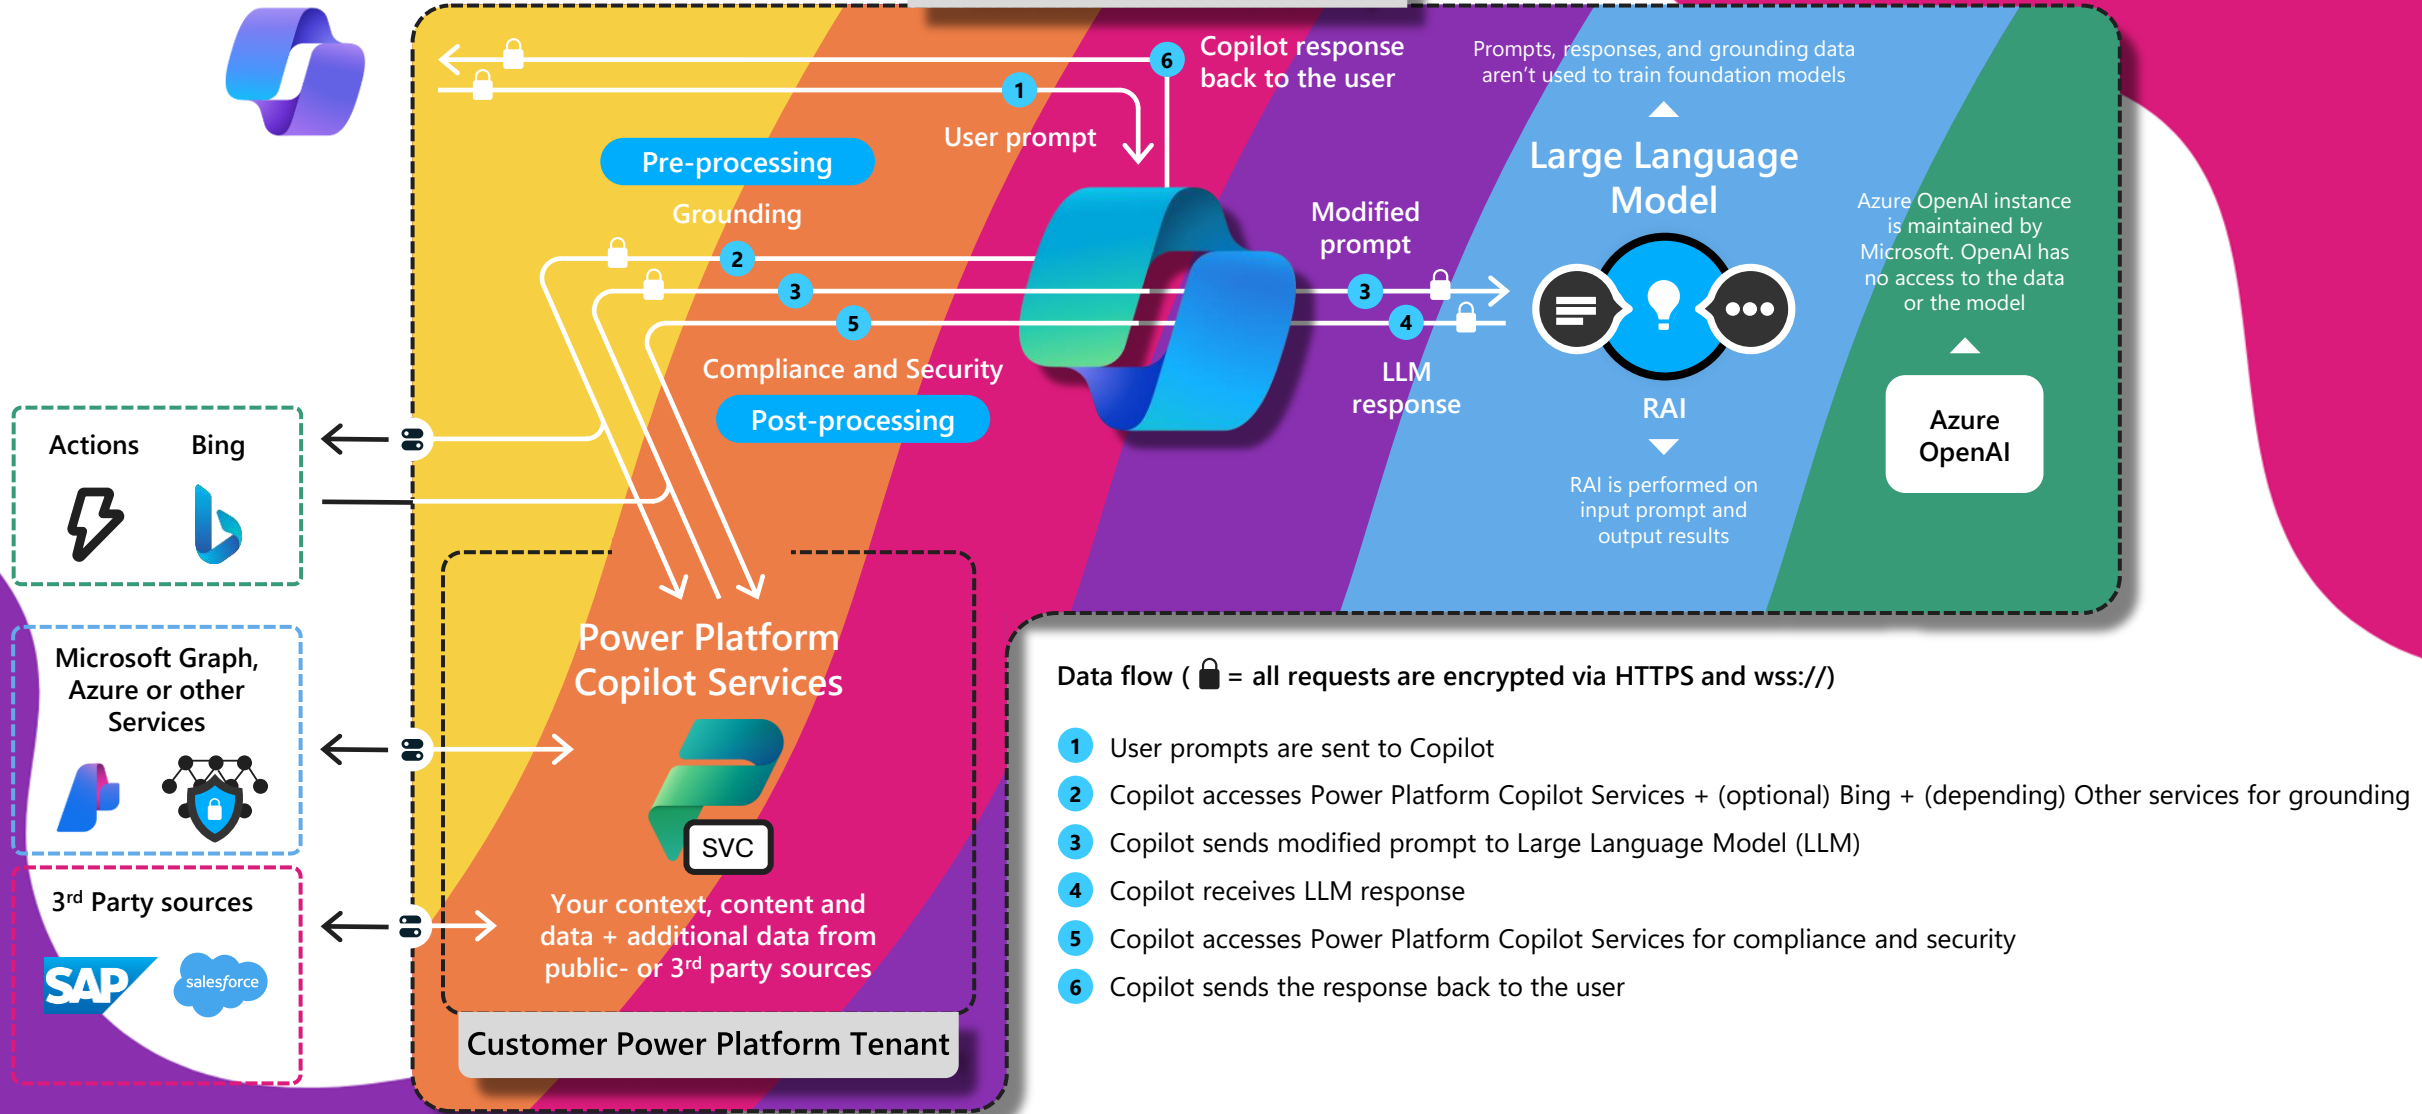 6
Copilot response
back to the user
1
User prompt
Prompts, responses, and grounding data
aren't used to train foundation models
Pre-processing
Grounding
2
3
5
Compliance and Security
Post-processing
Modified
prompt
3
4
LLM
response
Large Language
Model
RAI
RAI is performed on
input prompt and
output results
Azure OpenAI instance
is maintained by
Microsoft. OpenAI has
no access to the data
or the model
Azure
OpenAI
Actions
Bing
Microsoft Graph,
Azure or other
Services
3rd Party sources
SAP
salesforce
Power Platform
Copilot Services
SVC
Your context, content and
data + additional data from
public- or 3rd party sources
Customer Power Platform Tenant
Data flow ( = all requests are encrypted via HTTPS and wss://)
1 User prompts are sent to Copilot
2 Copilot accesses Power Platform Copilot Services + (optional) Bing + (depending) Other services for grounding
3 Copilot sends modified prompt to Large Language Model (LLM)
4 Copilot receives LLM response
5 Copilot accesses Power Platform Copilot Services for compliance and security
6 Copilot sends the response back to the user